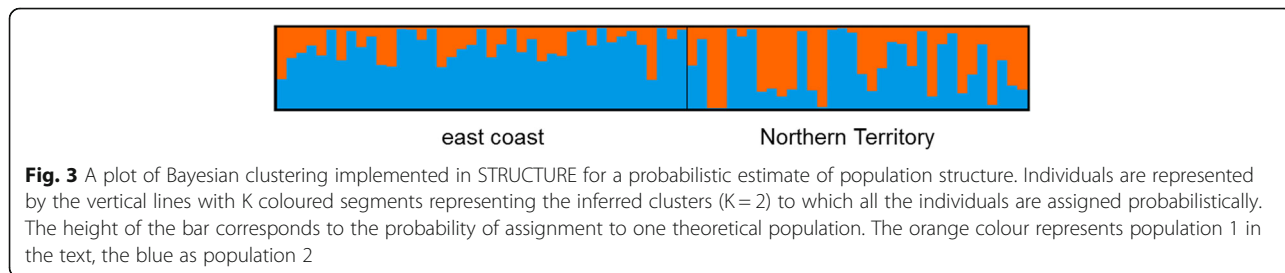 east coast Northern Territory
Fig. 3 A plot of Bayesian clustering implemented in STRUCTURE for a probabilistic estimate of population structure. Individuals are represented
by the vertical lines with K coloured segments representing the inferred clusters (K = 2) to which all the individuals are assigned probabilistically.
The height of the bar corresponds to the probability of assignment to one theoretical population. The orange colour represents population 1 in
the text, the blue as population 2